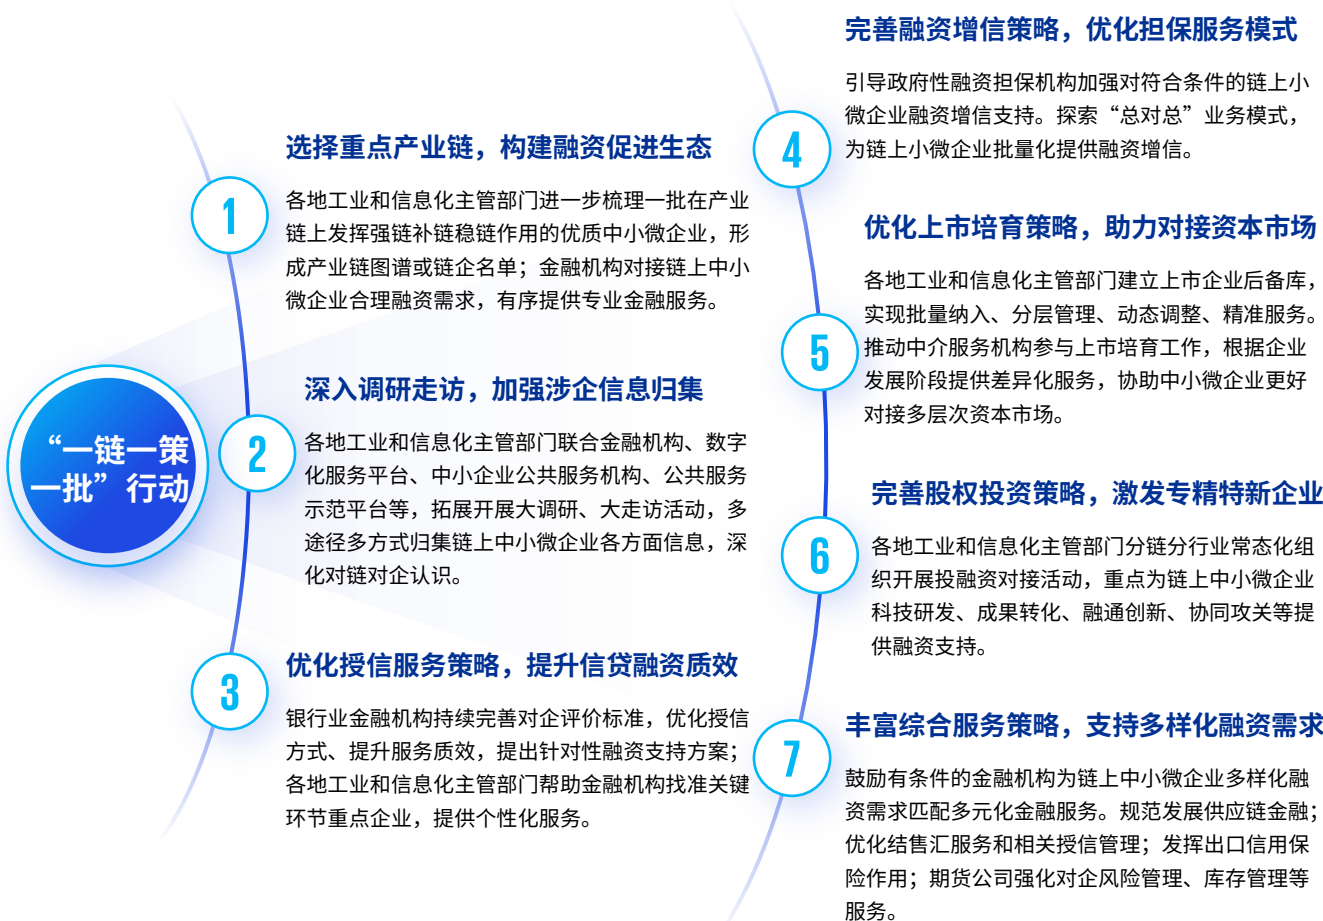 “一链一策
一批”行动
1
选择重点产业链，构建融资促进生态
各地工业和信息化主管部门进一步梳理一批在产业
链上发挥强链补链稳链作用的优质中小微企业，形
成产业链图谱或链企名单；金融机构对接链上中小
微企业合理融资需求，有序提供专业金融服务。
2
深入调研走访，加强涉企信息归集
各地工业和信息化主管部门联合金融机构、数字
化服务平台、中小企业公共服务机构、公共服务
示范平台等，拓展开展大调研、大走访活动，多
途径多方式归集链上中小微企业各方面信息，深
化对链对企认识。
3
优化授信服务策略，提升信贷融资质效
银行业金融机构持续完善对企评价标准，优化授信
方式、提升服务质效，提出针对性融资支持方案；
各地工业和信息化主管部门帮助金融机构找准关键
环节重点企业，提供个性化服务。
4
完善融资增信策略，优化担保服务模式
引导政府性融资担保机构加强对符合条件的链上小
微企业融资增信支持。探索“总对总”业务模式，
为链上小微企业批量化提供融资增信。
5
优化上市培育策略，助力对接资本市场
各地工业和信息化主管部门建立上市企业后备库，
实现批量纳入、分层管理、动态调整、精准服务。
推动中介服务机构参与上市培育工作，根据企业
发展阶段提供差异化服务，协助中小微企业更好
对接多层次资本市场。
6
完善股权投资策略，激发专精特新企业
各地工业和信息化主管部门分链分行业常态化组
织开展投融资对接活动，重点为链上中小微企业
科技研发、成果转化、融通创新、协同攻关等提
供融资支持。
7
丰富综合服务策略，支持多样化融资需求
鼓励有条件的金融机构为链上中小微企业多样化融
资需求匹配多元化金融服务。规范发展供应链金融；
优化结售汇服务和相关授信管理；发挥出口信用保
险作用；期货公司强化对企风险管理、库存管理等
服务。